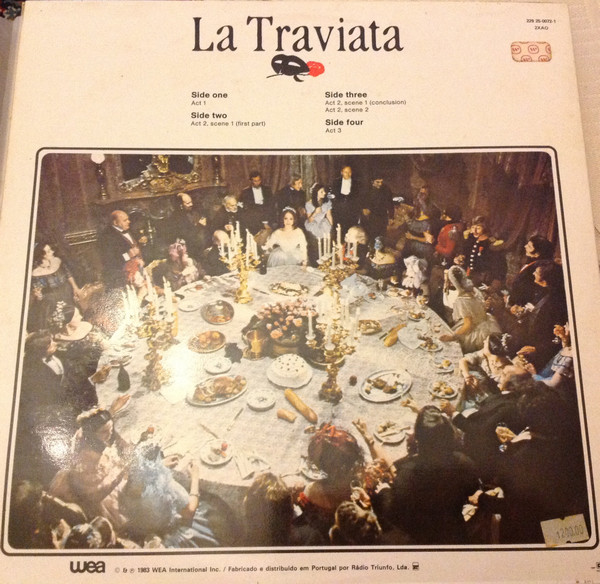 La Traviata
229 25.0072-1
2XAO
Side one
Act 1
Side two
Act 2, scene 1 (first part)
Side three
Act 2, scene 1 (conclusion)
Act 2, scene 2
Side four
Act 3
wea © & ℗ 1983 WEA International Inc. / Fabricado e distribuido em Portugal por Rádio Triunfo, Lda.